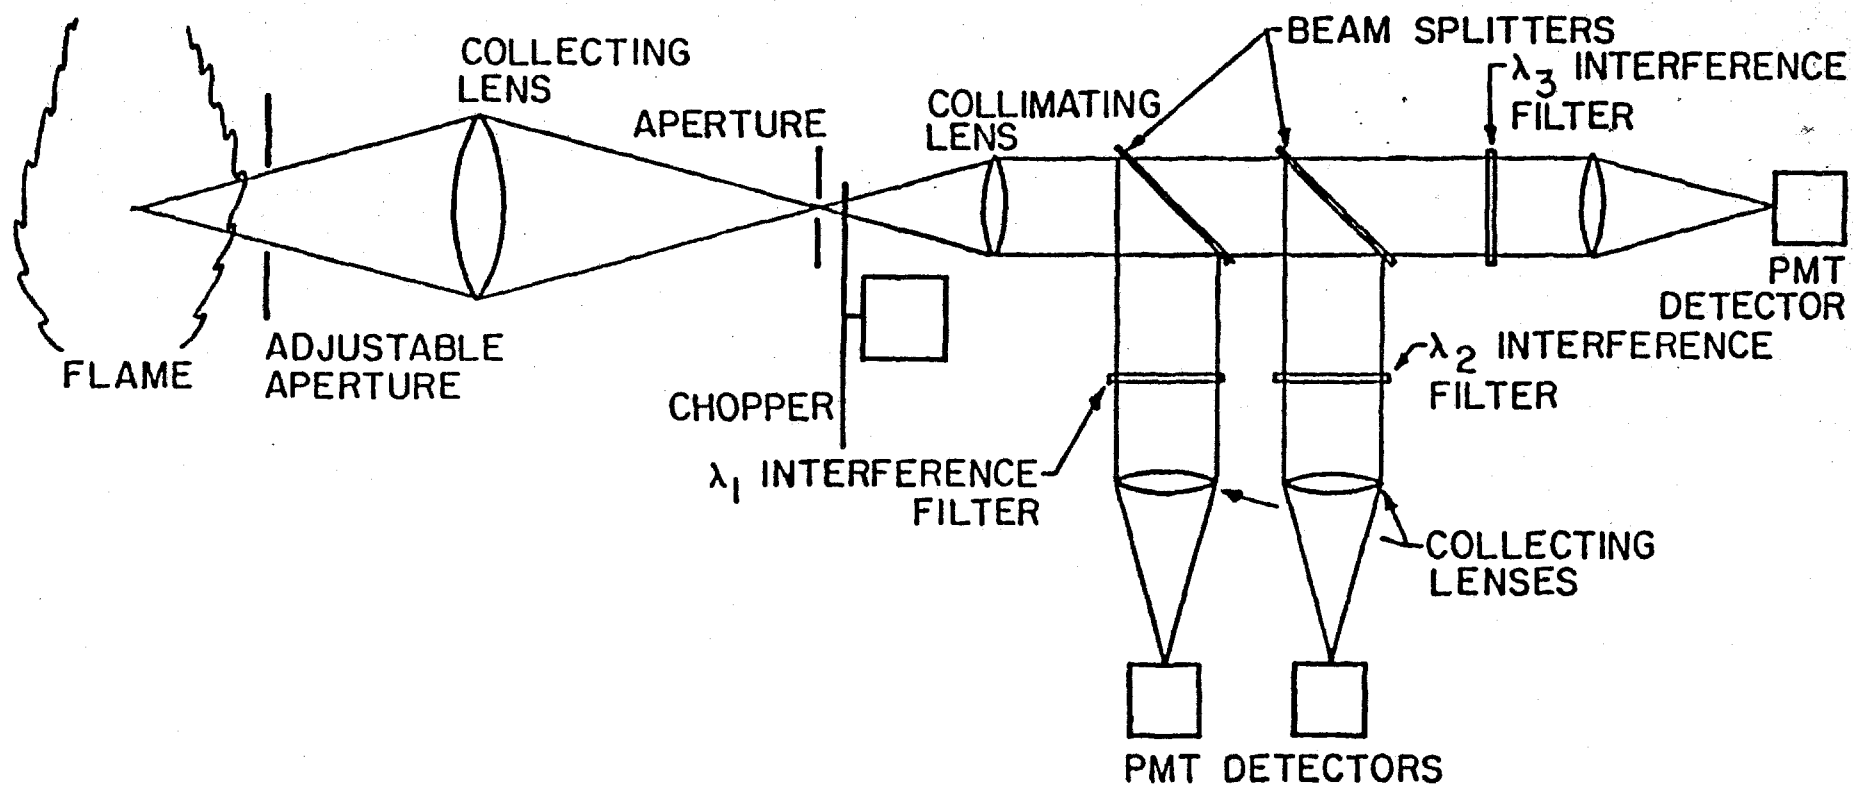 BEAM SPLITTERS
COLLECTING
LENS
λ3 INTERFERENCE
FILTER
COLLIMATING
LENS
APERTURE
PMT
DETECTOR
ADJUSTABLE
APERTURE
FLAME
λ2 INTERFERENCE
FILTER
CHOPPER
λ1 INTERFERENCE
FILTER
COLLECTING
LENSES
PMT DETECTORS